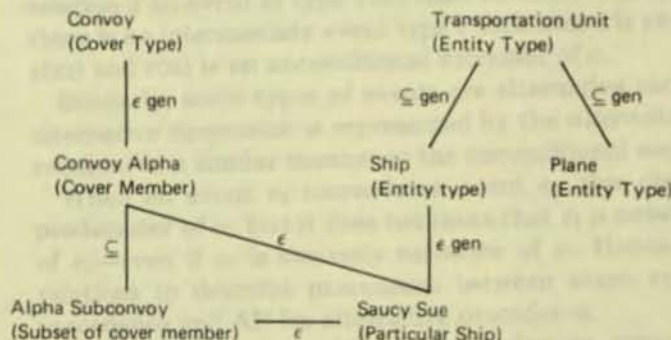 Convoy
(Cover Type)
Transportation Unit
(Entity Type)
ϵ gen
⊆ gen
⊆ gen
Convoy Alpha
(Cover Member)
Ship
(Entity type)
Plane
(Entity Type)
⊆
ϵ
ϵ gen
Alpha Subconvoy
(Subset of cover member)
ϵ
Saucy Sue
(Particular Ship)